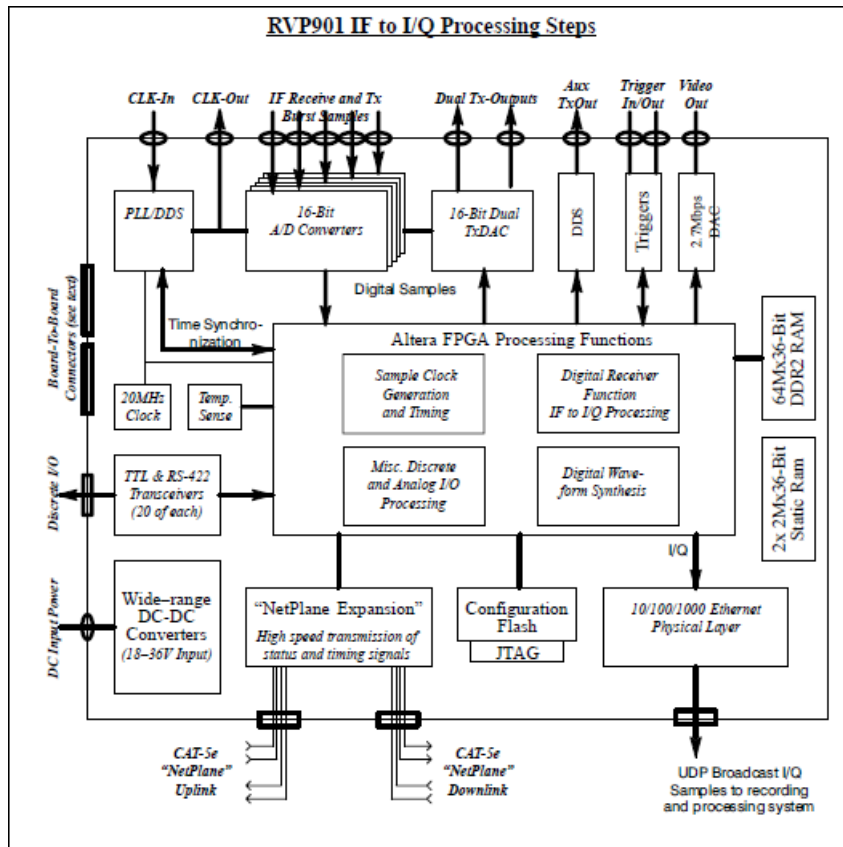 RVP901 IF to I/Q Processing Steps
CLK-In
CLK-Out
IF Receive and Tx
Burst Samples
Dual Tx-Outputs
Aux
TxOut
Trigger
In/Out
Video
Out
PLL/DDS
16-Bit
A/D Converters
16-Bit Dual
TxDAC
DDS
Triggers
2.7Mbps
DAC
Digital Samples
Board-To-Board
Connectors (see text)
Time Synchro-
nization
20MHz
Clock
Temp.
Sense
Altera FPGA Processing Functions
Sample Clock
Generation
and Timing
Digital Receiver
Function
IF to I/Q Processing
Misc. Discrete
and Analog I/O
Processing
Digital Wave-
form Synthesis
64Mx36-Bit
DDR2 RAM
2x 2Mx36-Bit
Static Ram
Discrete I/O
TTL & RS-422
Transceivers
(20 of each)
I/Q
DC Input Power
Wide–range
DC-DC
Converters
(18–36V Input)
“NetPlane Expansion”
High speed transmission of
status and timing signals
Configuration
Flash
JTAG
10/100/1000 Ethernet
Physical Layer
CAT-5e
“NetPlane”
Uplink
CAT-5e
“NetPlane”
Downlink
UDP Broadcast I/Q
Samples to recording
and processing system